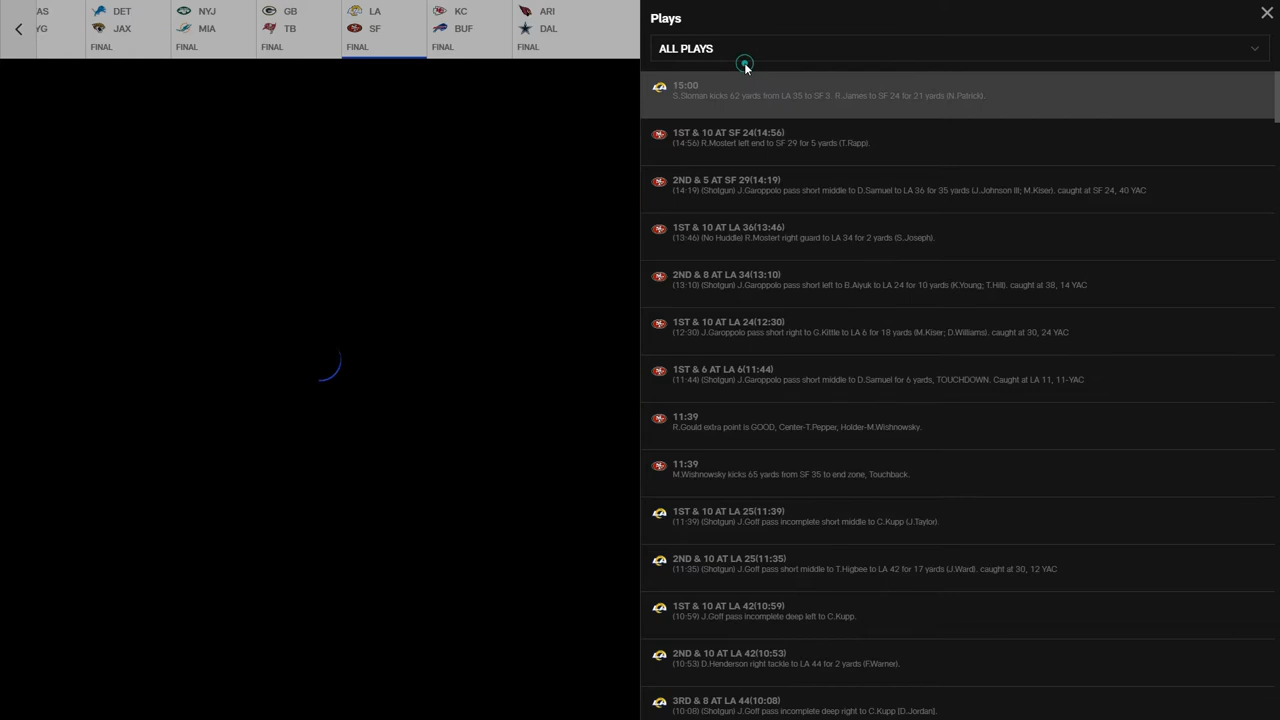 AS
YG
DET
JAX
FINAL
NYJ
MIA
FINAL
GB
TB
FINAL
LA
SF
FINAL
KC
BUF
FINAL
ARI
DAL
FINAL
Plays
ALL PLAYS
15:00
S.Sloman kicks 62 yards from LA 35 to SF 3. R.James to SF 24 for 21 yards (N.Patrick).
1ST & 10 AT SF 24(14:56)
(14:56) R.Mostert left end to SF 29 for 5 yards (T.Rapp).
2ND & 5 AT SF 29(14:19)
(14:19) (Shotgun) J.Garoppolo pass short middle to D.Samuel to LA 36 for 35 yards (J.Johnson III; M.Kiser). caught at SF 24, 40 YAC
1ST & 10 AT LA 36(13:46)
(13:46) (No Huddle) R.Mostert right guard to LA 34 for 2 yards (S.Joseph).
2ND & 8 AT LA 34(13:10)
(13:10) (Shotgun) J.Garoppolo pass short left to B.Aiyuk to LA 24 for 10 yards (K.Young; T.Hill). caught at 38, 14 YAC
1ST & 10 AT LA 24(12:30)
(12:30) J.Garoppolo pass short right to G.Kittle to LA 6 for 18 yards (M.Kiser; D.Williams). caught at 30, 24 YAC
1ST & 6 AT LA 6(11:44)
(11:44) (Shotgun) J.Garoppolo pass short middle to D.Samuel for 6 yards, TOUCHDOWN. Caught at LA 11, 11-YAC
11:39
R.Gould extra point is GOOD, Center-T.Pepper, Holder-M.Wishnowsky.
11:39
M.Wishnowsky kicks 65 yards from SF 35 to end zone, Touchback.
1ST & 10 AT LA 25(11:39)
(11:39) (Shotgun) J.Goff pass incomplete short middle to C.Kupp (J.Taylor).
2ND & 10 AT LA 25(11:35)
(11:35) (Shotgun) J.Goff pass short middle to T.Higbee to LA 42 for 17 yards (J.Ward). caught at 30, 12 YAC
1ST & 10 AT LA 42(10:59)
(10:59) J.Goff pass incomplete deep left to C.Kupp.
2ND & 10 AT LA 42(10:53)
(10:53) D.Henderson right tackle to LA 44 for 2 yards (F.Warner).
3RD & 8 AT LA 44(10:08)
(10:08) (Shotgun) J.Goff pass incomplete deep right to C.Kupp [D.Jordan].